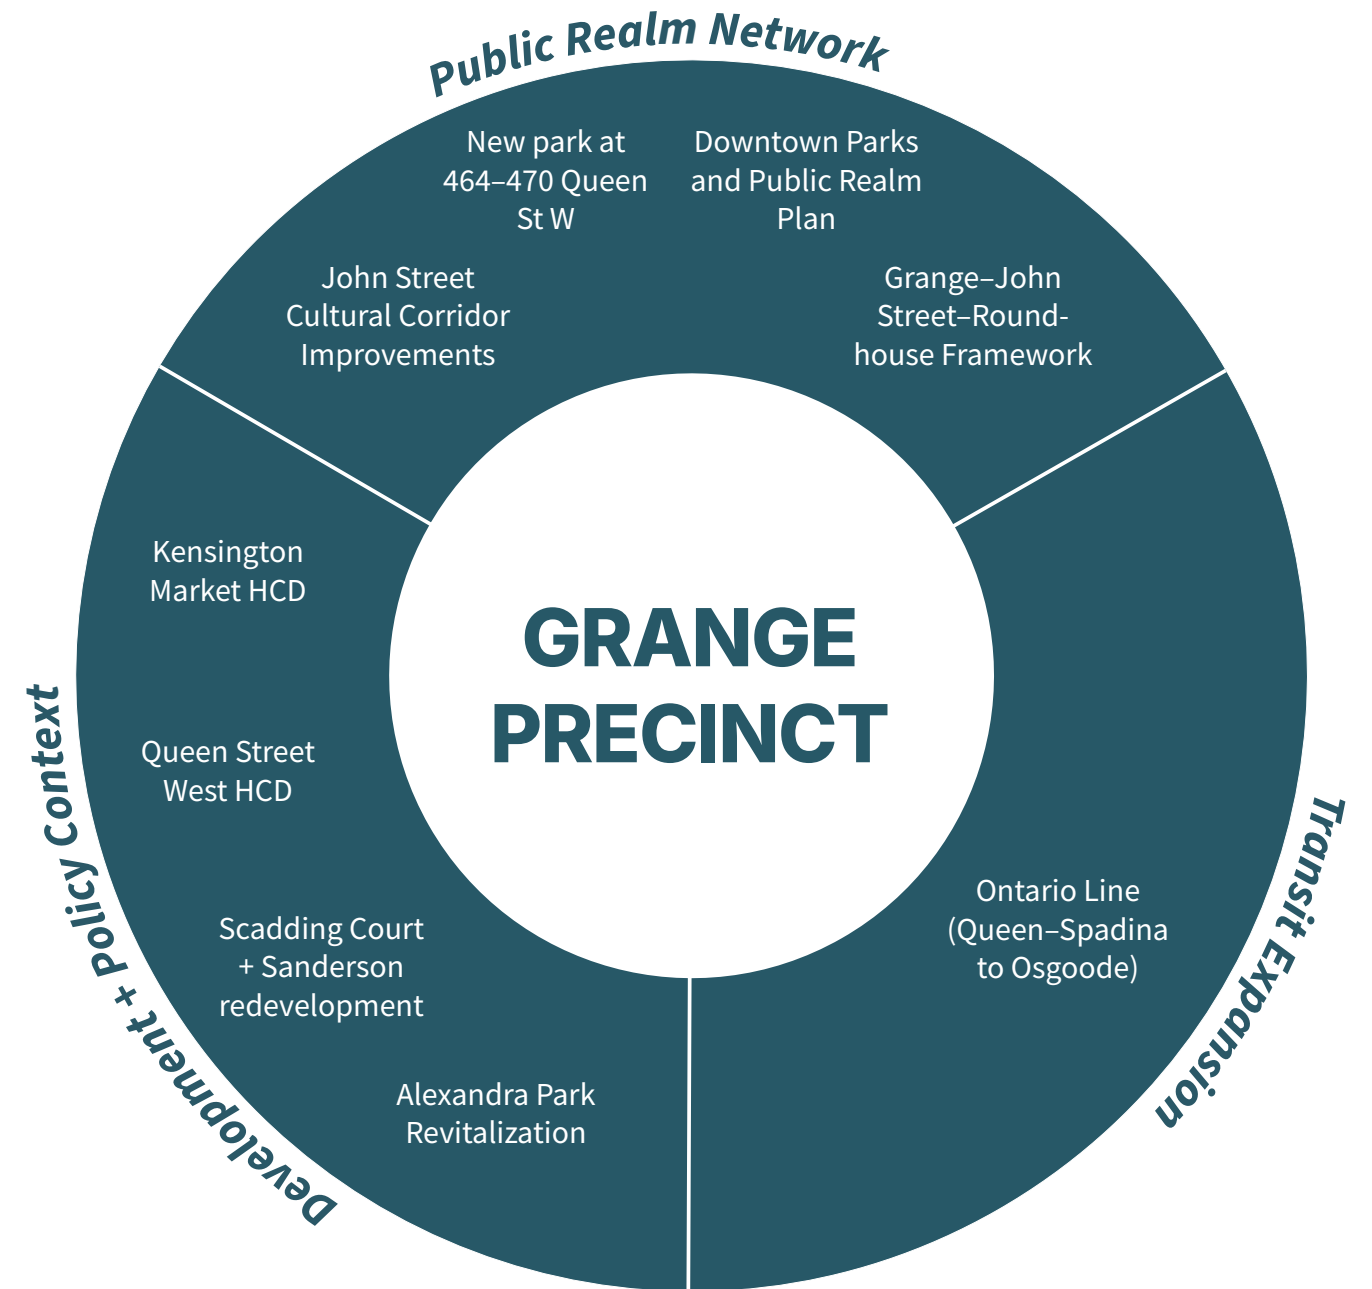 Public Realm Network
New park at
464–470 Queen
St W
Downtown Parks
and Public Realm
Plan
John Street
Cultural Corridor
Improvements
Grange–John
Street–Round-
house Framework
Kensington
Market HCD
Queen Street
West HCD
Scadding Court
+ Sanderson
redevelopment
Alexandra Park
Revitalization
Development + Policy Context
GRANGE
PRECINCT
Ontario Line
(Queen–Spadina
to Osgoode)
Transit Expansion